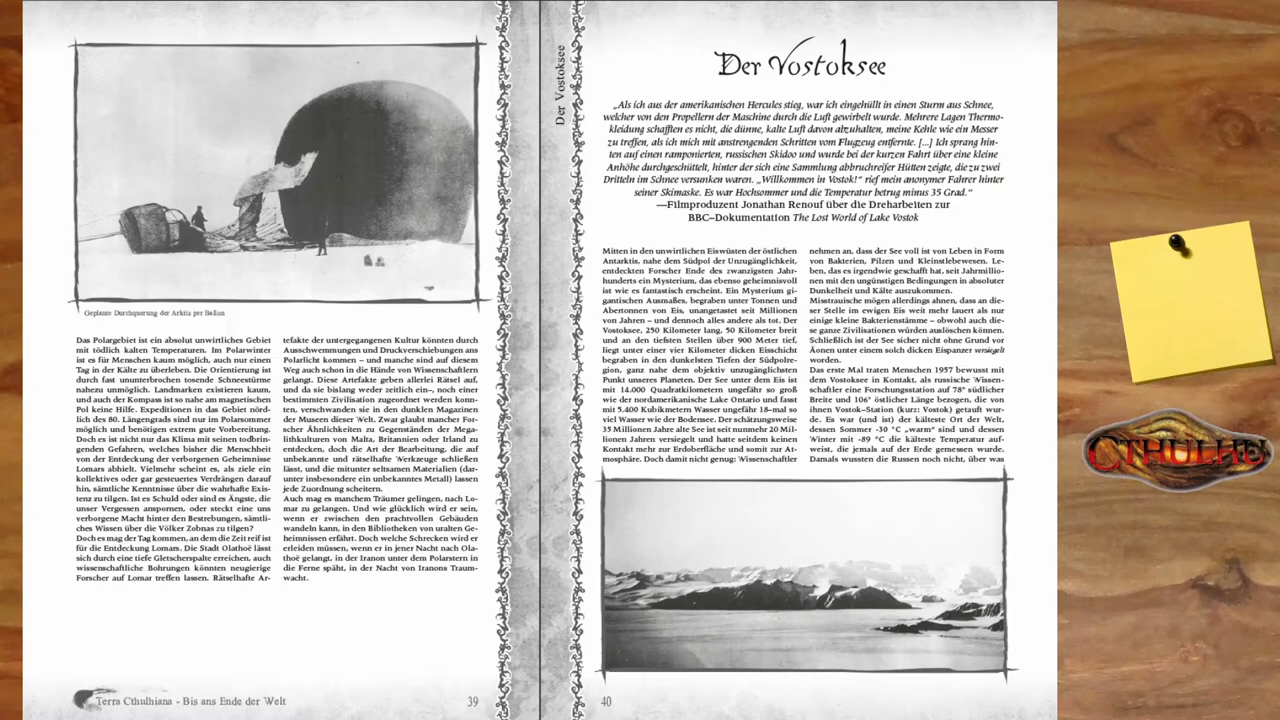 Geplante Durchquerung der Arktis per Ballon
Das Polargebiet ist ein absolut unwirtliches Gebiet
mit tödlich kalten Temperaturen. Im Polarwinter
ist es für Menschen kaum möglich, auch nur einen
Tag in der Kälte zu überleben. Die Orientierung ist
durch fast ununterbrochen tosende Schneestürme
nahezu unmöglich. Landmarken existieren kaum,
und auch der Kompass ist so nahe am magnetischen
Pol keine Hilfe. Expeditionen in das Gebiet nörd-
lich des 80. Längengrads sind nur im Polarsommer
möglich und benötigen extrem gute Vorbereitung.
Doch es ist nicht nur das Klima mit seinen todbrin-
genden Gefahren, welches bisher die Menschheit
von der Entdeckung der verborgenen Geheimnisse
Lomars abhielt. Vielmehr scheint es, als ziele ein
kollektives oder gar gesteuertes Verdrängen darauf
hin, sämtliche Kenntnisse über die wahrhafte Exis-
tenz zu tilgen. Ist es Schuld oder sind es Ängste, die
unser Vergessen anspornen, oder steckt eine uns
verborgene Macht hinter den Bestrebungen, sämtli-
ches Wissen über die Völker Zobnas zu tilgen?
Doch es mag der Tag kommen, an dem die Zeit reif ist
für die Entdeckung Lomars. Die Stadt Olathoë lässt
sich durch eine tiefe Gletscherspalte erreichen, auch
wissenschaftliche Bohrungen könnten neugierige
Forscher auf Lomar treffen lassen. Rätselhafte Ar-
tefakte der untergegangenen Kultur könnten durch
Ausschwemmungen und Druckverschiebungen ans
Polarlicht kommen – und manche sind auf diesem
Weg auch schon in die Hände von Wissenschaftlern
gelangt. Diese Artefakte geben allerlei Rätsel auf,
und da sie bislang weder zeitlich ein-, noch einer
bestimmten Zivilisation zugeordnet werden konn-
ten, verschwanden sie in den dunklen Magazinen
der Museen dieser Welt. Zwar glaubt mancher For-
scher Ähnlichkeiten zu Gegenständen der Mega-
lithkulturen von Malta, Britannien oder Irland zu
entdecken, doch die Art der Bearbeitung, die auf
unbekannte und rätselhafte Werkzeuge schließen
lässt, und die mitunter seltsamen Materialien (dar-
unter insbesondere ein unbekanntes Metall) lassen
jede Zuordnung scheitern.
Auch mag es manchem Träumer gelingen, nach Lo-
mar zu gelangen. Und wie glücklich wird er sein,
wenn er zwischen den prachtvollen Gebäuden
wandeln kann, in den Bibliotheken von uralten Ge-
heimnissen erfährt. Doch welche Schrecken wird er
erleiden müssen, wenn er in jener Nacht nach Ola-
thoë gelangt, in der Iranon unter dem Polarstern in
die Ferne späht, in der Nacht von Iranons Traum-
wacht.
Terra Cthulhiana - Bis ans Ende der Welt
39
Der Vostoksee
Der Vostoksee
„Als ich aus der amerikanischen Hercules stieg, war ich eingehüllt in einen Sturm aus Schnee,
welcher von den Propellern der Maschine durch die Luft gewirbelt wurde. Mehrere Lagen Thermo-
kleidung schafften es nicht, die dünne, kalte Luft davon abzuhalten, meine Kehle wie ein Messer
zu treffen, als ich mich mit anstrengenden Schritten vom Flugzeug entfernte. [...] Ich sprang hin-
ten auf einen ramponierten, russischen Skidoo und wurde bei der kurzen Fahrt über eine kleine
Anhöhe durchgeschüttelt, hinter der sich eine Sammlung abbruchreifer Hütten zeigte, die zu zwei
Dritteln im Schnee versunken waren. „Willkommen in Vostok!“ rief mein anonymer Fahrer hinter
seiner Skimaske. Es war Hochsommer und die Temperatur betrug minus 35 Grad.“
—Filmproduzent Jonathan Renouf über die Dreharbeiten zur
BBC–Dokumentation The Lost World of Lake Vostok
Mitten in den unwirtlichen Eiswüsten der östlichen
Antarktis, nahe dem Südpol der Unzugänglichkeit,
entdeckten Forscher Ende des zwanzigsten Jahr-
hunderts ein Mysterium, das ebenso geheimnisvoll
ist wie es fantastisch erscheint. Ein Mysterium gi-
gantischen Ausmaßes, begraben unter Tonnen und
Abertonnen von Eis, unangetastet seit Millionen
von Jahren – und dennoch alles andere als tot. Der
Vostoksee, 250 Kilometer lang, 50 Kilometer breit
und an den tiefsten Stellen über 900 Meter tief,
liegt unter einer vier Kilometer dicken Eisschicht
begraben in den dunkelsten Tiefen der Südpolre-
gion, ganz nahe dem objektiv unzugänglichsten
Punkt unseres Planeten. Der See unter dem Eis ist
mit 14.000 Quadratkilometern ungefähr so groß
wie der nordamerikanische Lake Ontario und fasst
mit 5.400 Kubikmetern Wasser ungefähr 18-mal so
viel Wasser wie der Bodensee. Der schätzungsweise
35 Millionen Jahre alte See ist seit nunmehr 20 Mil-
lionen Jahren versiegelt und hatte seitdem keinen
Kontakt mehr zur Erdoberfläche und somit zur At-
mosphäre. Doch damit nicht genug: Wissenschaftler
nehmen an, dass der See voll ist von Leben in Form
von Bakterien, Pilzen und Kleinstlebewesen. Le-
ben, das es irgendwie geschafft hat, seit Jahrmillio-
nen mit den ungünstigen Bedingungen in absoluter
Dunkelheit und Kälte auszukommen.
Misstrauische mögen allerdings ahnen, dass an die-
ser Stelle im ewigen Eis weit mehr lauert als nur
einige kleine Bakterienstämme – obwohl auch die-
se ganze Zivilisationen würden auslöschen können.
Schließlich ist der See sicher nicht ohne Grund vor
Äonen unter einem solch dicken Eispanzer versiegelt
worden.
Das erste Mal traten Menschen 1957 bewusst mit
dem Vostoksee in Kontakt, als russische Wissen-
schaftler eine Forschungsstation auf 78° südlicher
Breite und 106° östlicher Länge bezogen, die von
ihnen Vostok–Station (kurz: Vostok) getauft wur-
de. Es war (und ist) der kälteste Ort der Welt,
dessen Sommer -30 °C „warm“ sind und dessen
Winter mit -89 °C die kälteste Temperatur auf-
weist, die jemals auf der Erde gemessen wurde.
Damals wussten die Russen noch nicht, über was
40
CTHULHU